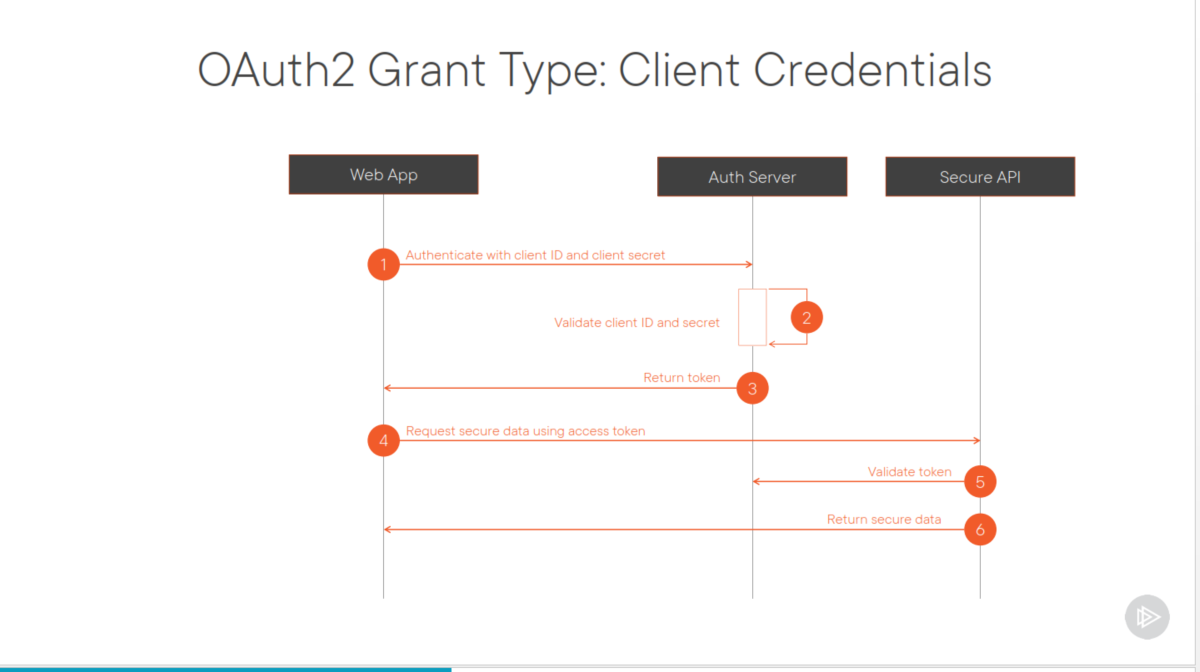 OAuth2 Grant Type: Client Credentials
Web App
Auth Server
Secure API
1
Authenticate with client ID and client secret
2
Validate client ID and secret
Return token
3
4
Request secure data using access token
Validate token
5
Return secure data
6